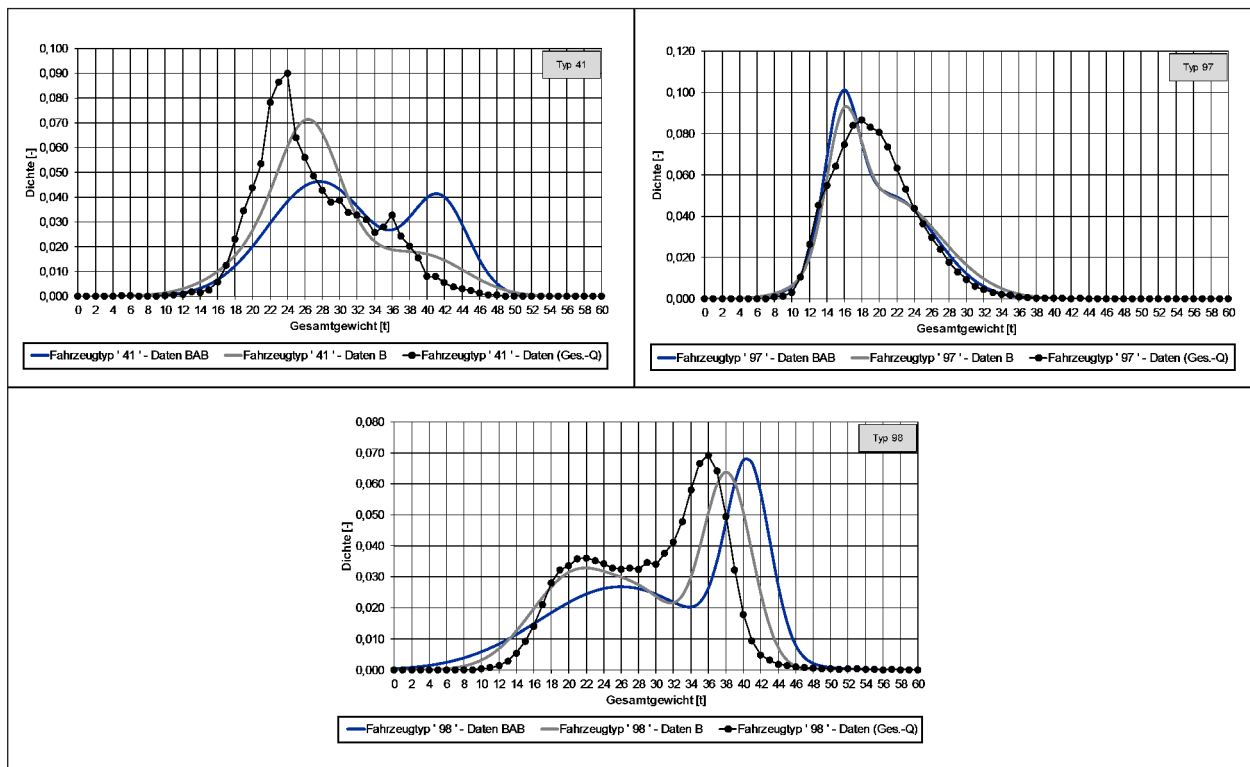 Typ 41
0,100
0,090
0,080
0,070
0,060
0,050
0,040
0,030
0,020
0,010
0,000
Dichte [-]
0 2 4 6 8 10 12 14 16 18 20 22 24 26 28 30 32 34 36 38 40 42 44 46 48 50 52 54 56 58 60
Gesamtgewicht [t]
Fahrzeugtyp ' 41 ' - Daten BAB Fahrzeugtyp ' 41 ' - Daten B Fahrzeugtyp ' 41 ' - Daten (Ges.-Q)
Typ 97
0,120
0,100
0,080
0,060
0,040
0,020
0,000
Dichte [-]
0 2 4 6 8 10 12 14 16 18 20 22 24 26 28 30 32 34 36 38 40 42 44 46 48 50 52 54 56 58 60
Gesamtgewicht [t]
Fahrzeugtyp ' 97 ' - Daten BAB Fahrzeugtyp ' 97 ' - Daten B Fahrzeugtyp ' 97 ' - Daten (Ges.-Q)
Typ 98
0,080
0,070
0,060
0,050
0,040
0,030
0,020
0,010
0,000
Dichte [-]
0 2 4 6 8 10 12 14 16 18 20 22 24 26 28 30 32 34 36 38 40 42 44 46 48 50 52 54 56 58 60
Gesamtgewicht [t]
Fahrzeugtyp ' 98 ' - Daten BAB Fahrzeugtyp ' 98 ' - Daten B Fahrzeugtyp ' 98 ' - Daten (Ges.-Q)